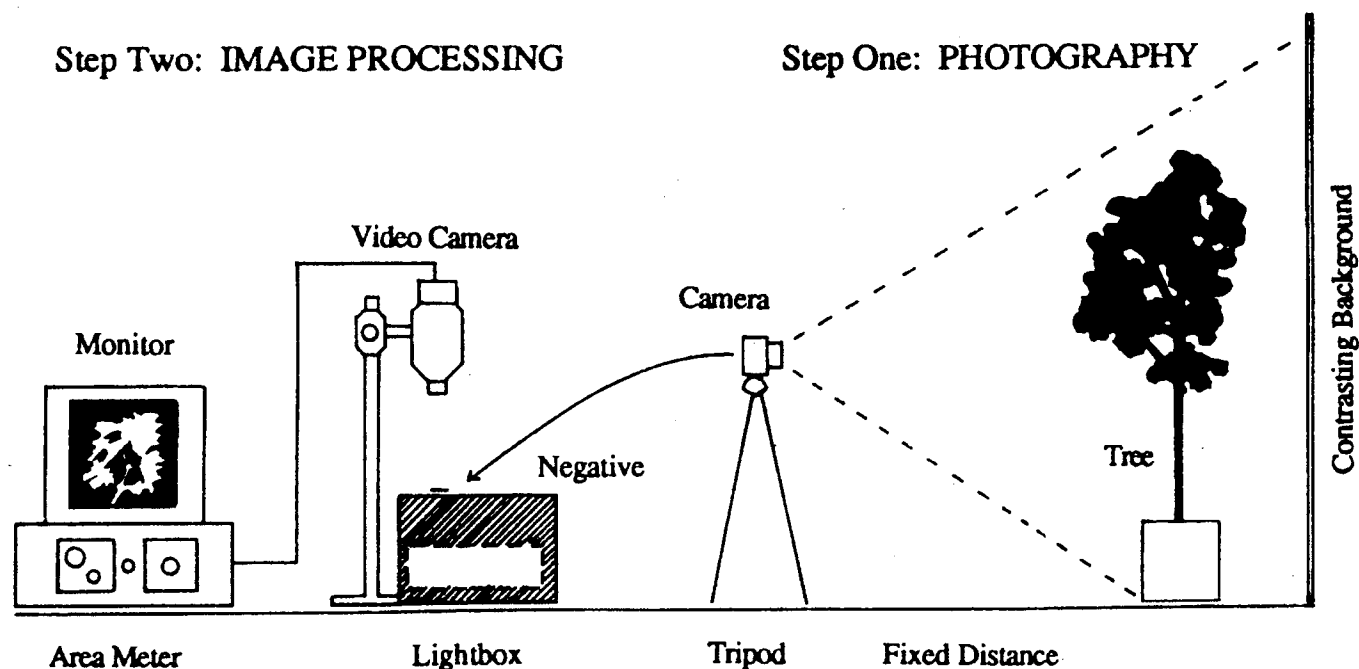 Step Two: IMAGE PROCESSING
Step One: PHOTOGRAPHY
Video Camera
Camera
Monitor
Negative
Tree
Contrasting Background
Area Meter
Lightbox
Tripod
Fixed Distance